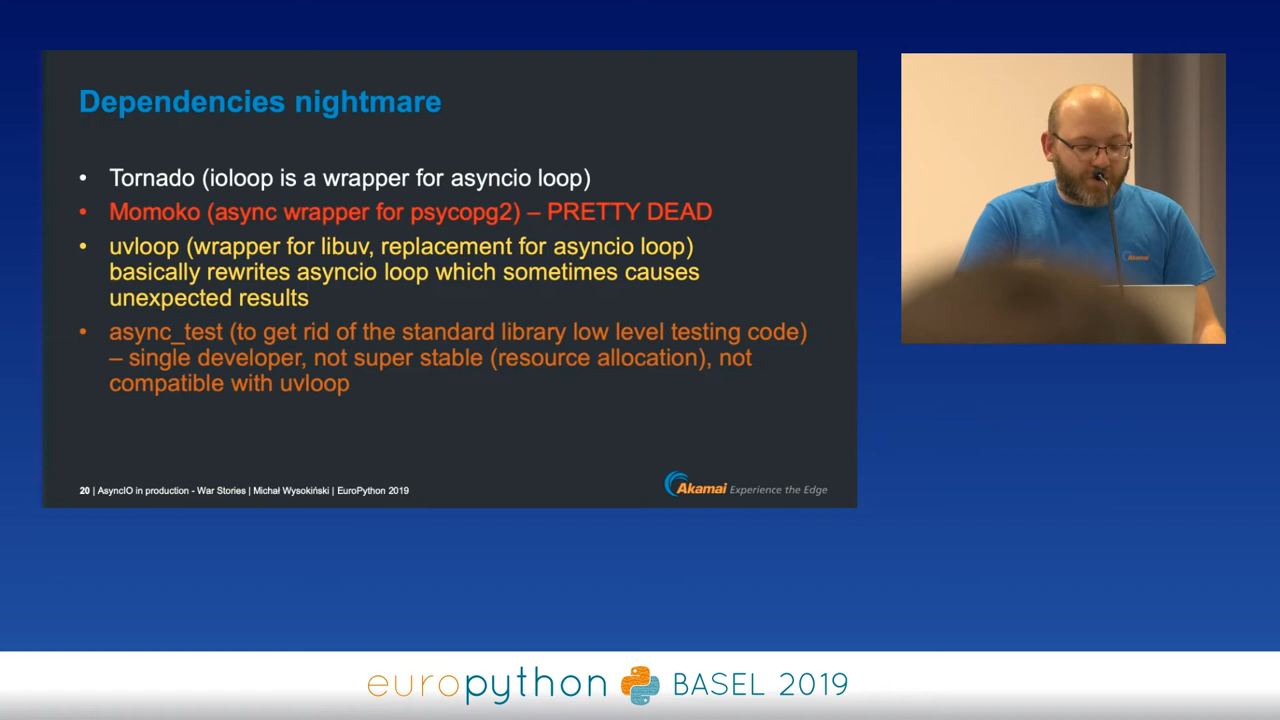 Dependencies nightmare
• Tornado (ioloop is a wrapper for asyncio loop)
• Momoko (async wrapper for psycopg2) – PRETTY DEAD
• uvloop (wrapper for libuv, replacement for asyncio loop)
basically rewrites asyncio loop which sometimes causes
unexpected results
• async_test (to get rid of the standard library low level testing code)
– single developer, not super stable (resource allocation), not
compatible with uvloop
20 | AsyncIO in production - War Stories | Michał Wysokiński | EuroPython 2019
Akamai Experience the Edge
Akamai
europython BASEL 2019